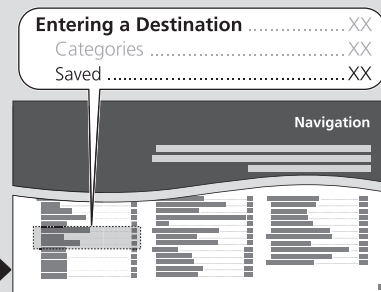 Entering a Destination ................ XX
Categories ................................ XX
Saved ...................................... XX
Navigation